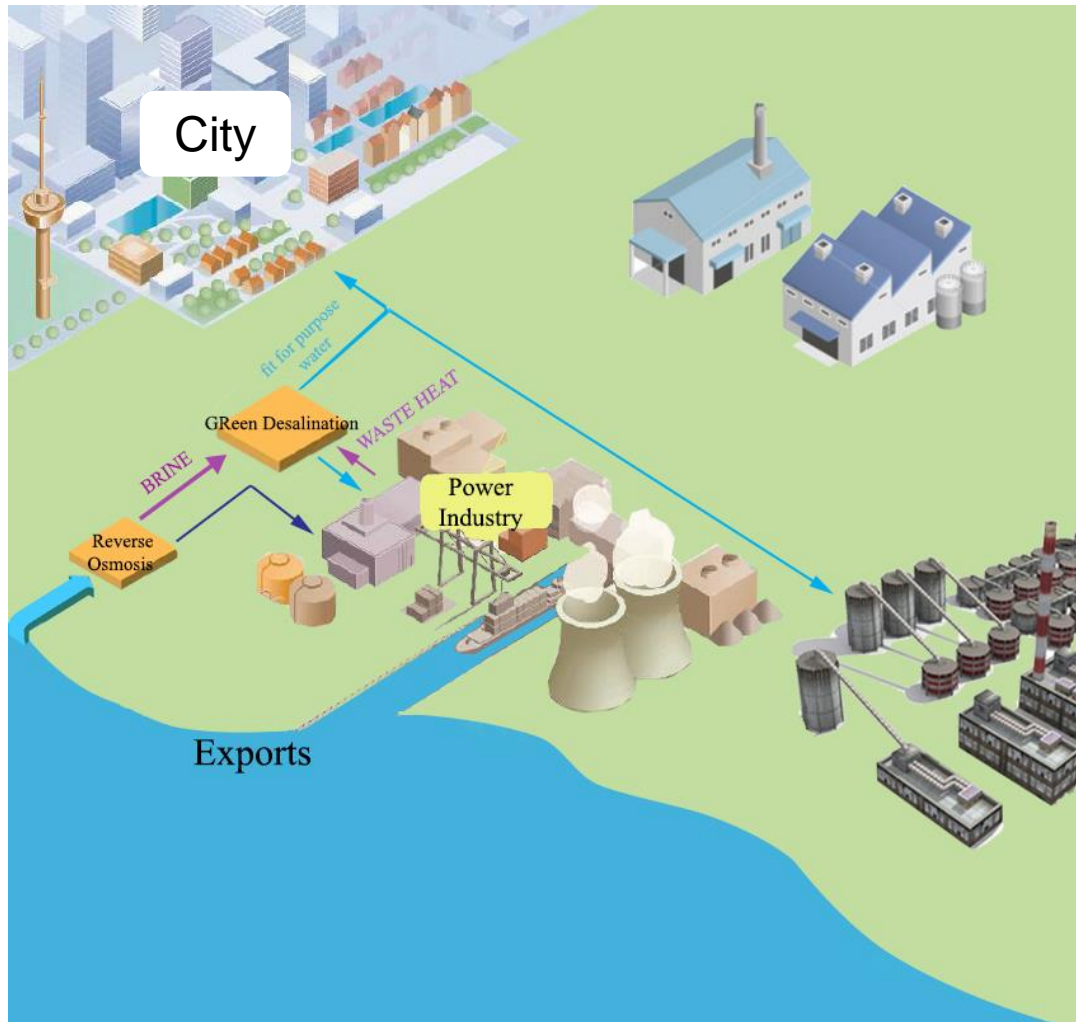 City
fit for purpose
water
GReen Desalination
WASTE HEAT
BRINE
Power
Industry
Reverse
Osmosis
Exports